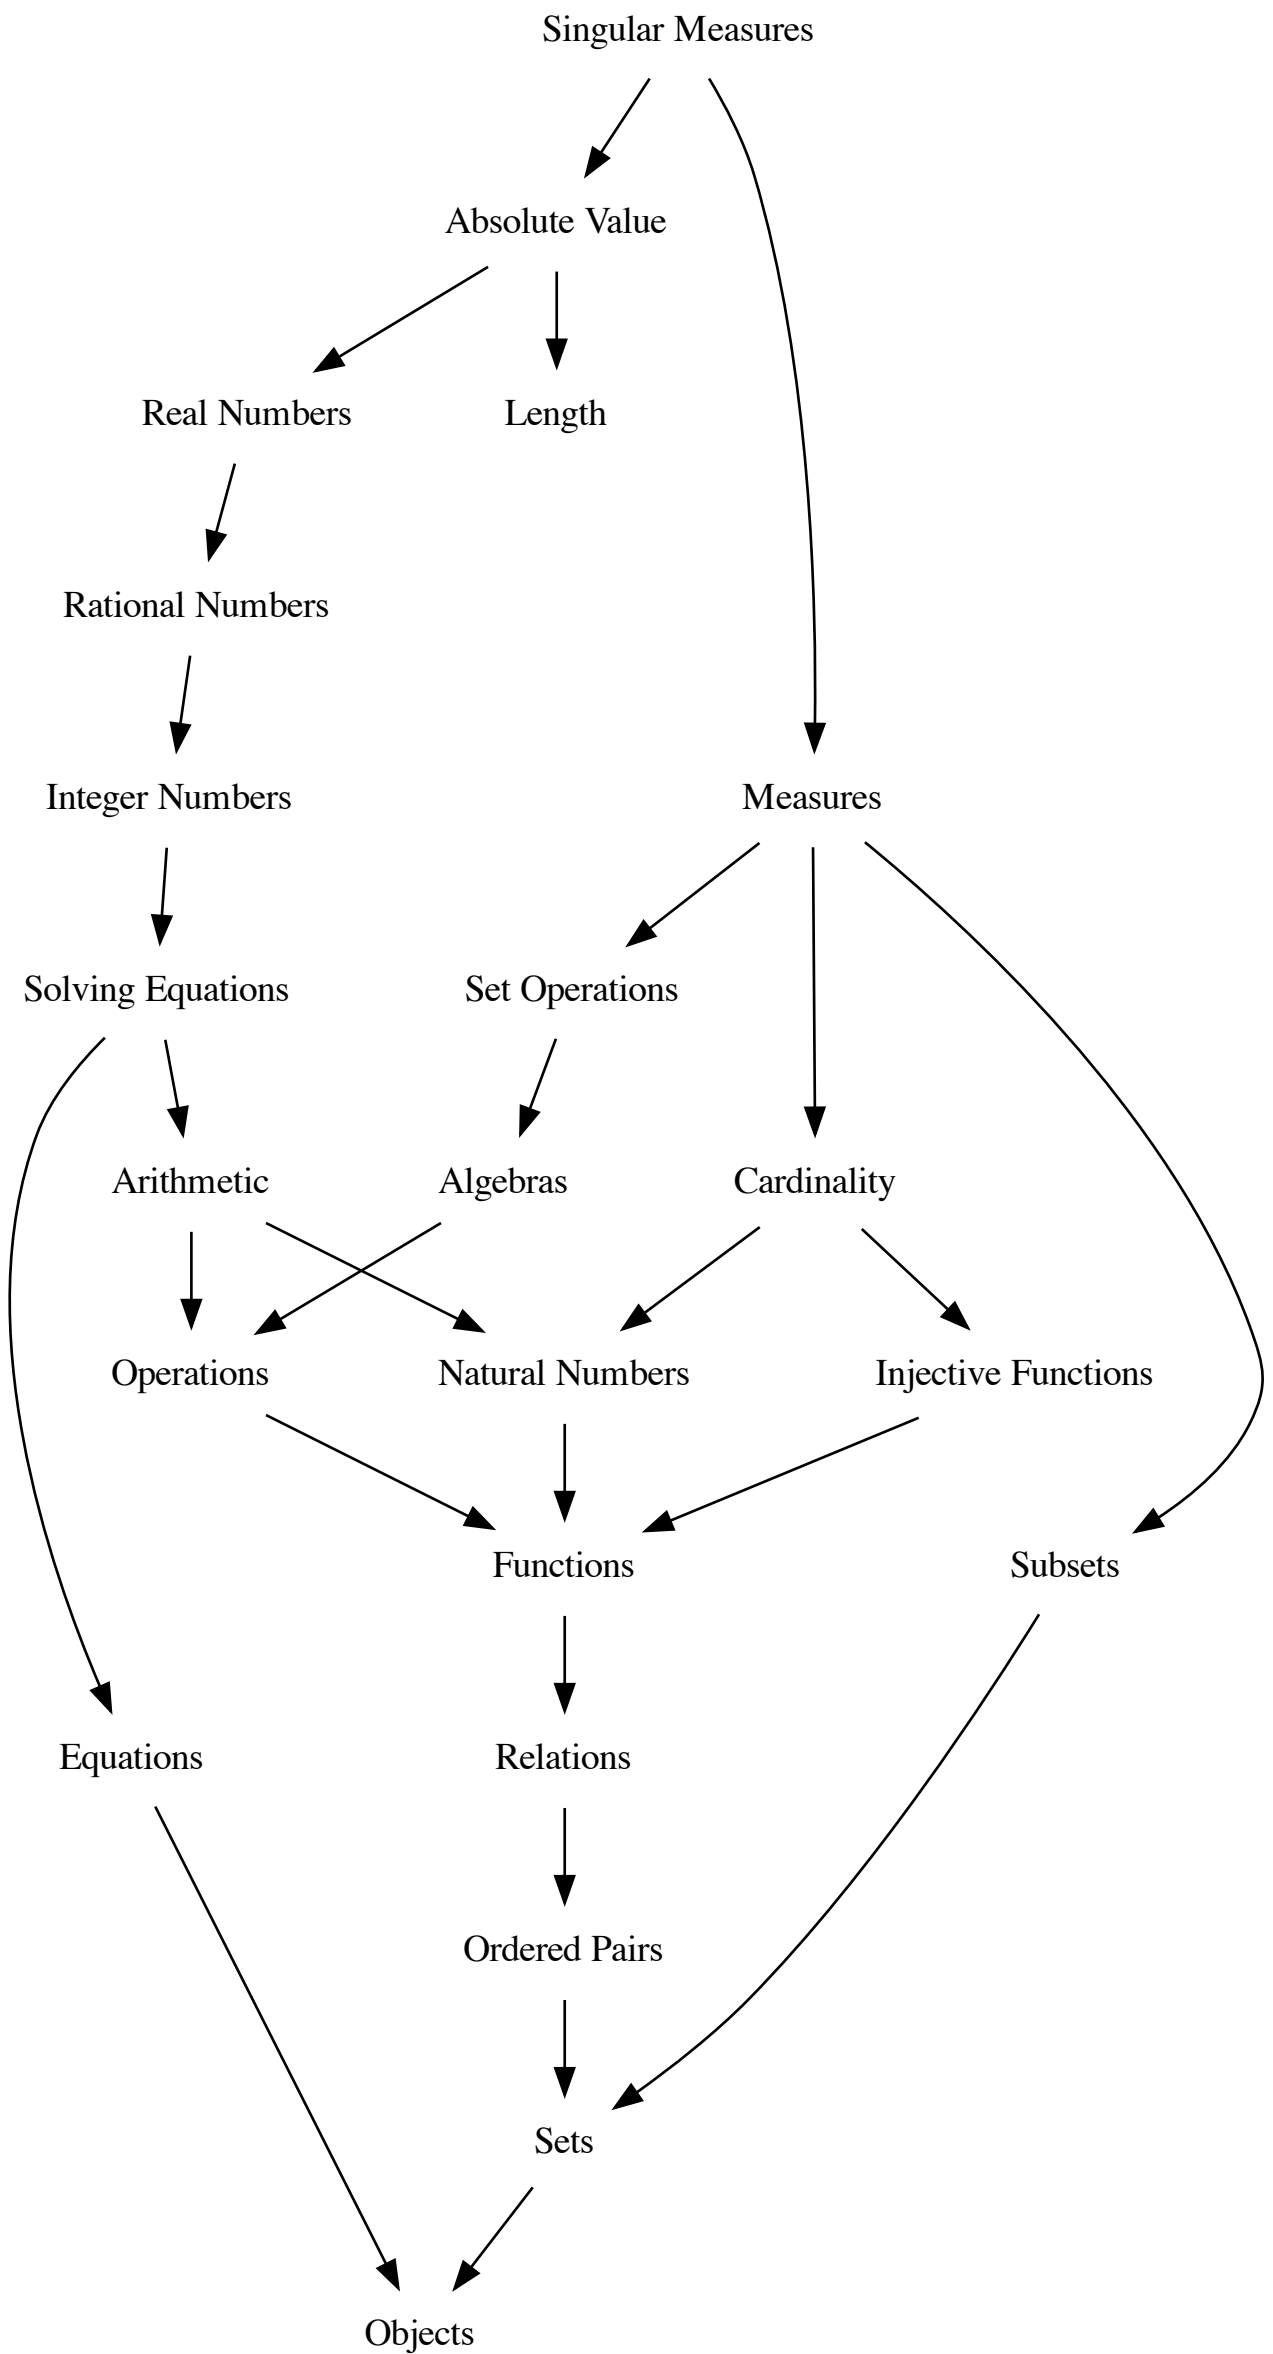 Singular Measures
Absolute Value
Real Numbers
Length
Rational Numbers
Integer Numbers
Measures
Solving Equations
Set Operations
Arithmetic
Algebras
Cardinality
Operations
Natural Numbers
Injective Functions
Functions
Subsets
Equations
Relations
Ordered Pairs
Sets
Objects